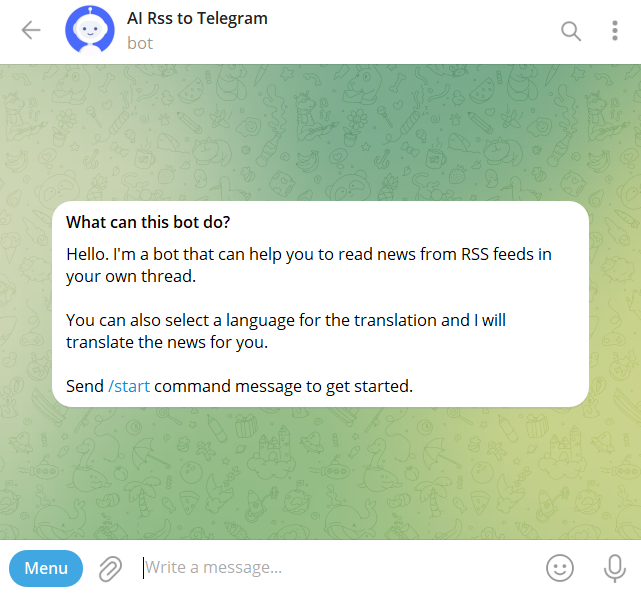 AI Rss to Telegram
bot
What can this bot do?
Hello. I'm a bot that can help you to read news from RSS feeds in
your own thread.
You can also select a language for the translation and I will
translate the news for you.
Send /start command message to get started.
Menu
Write a message...